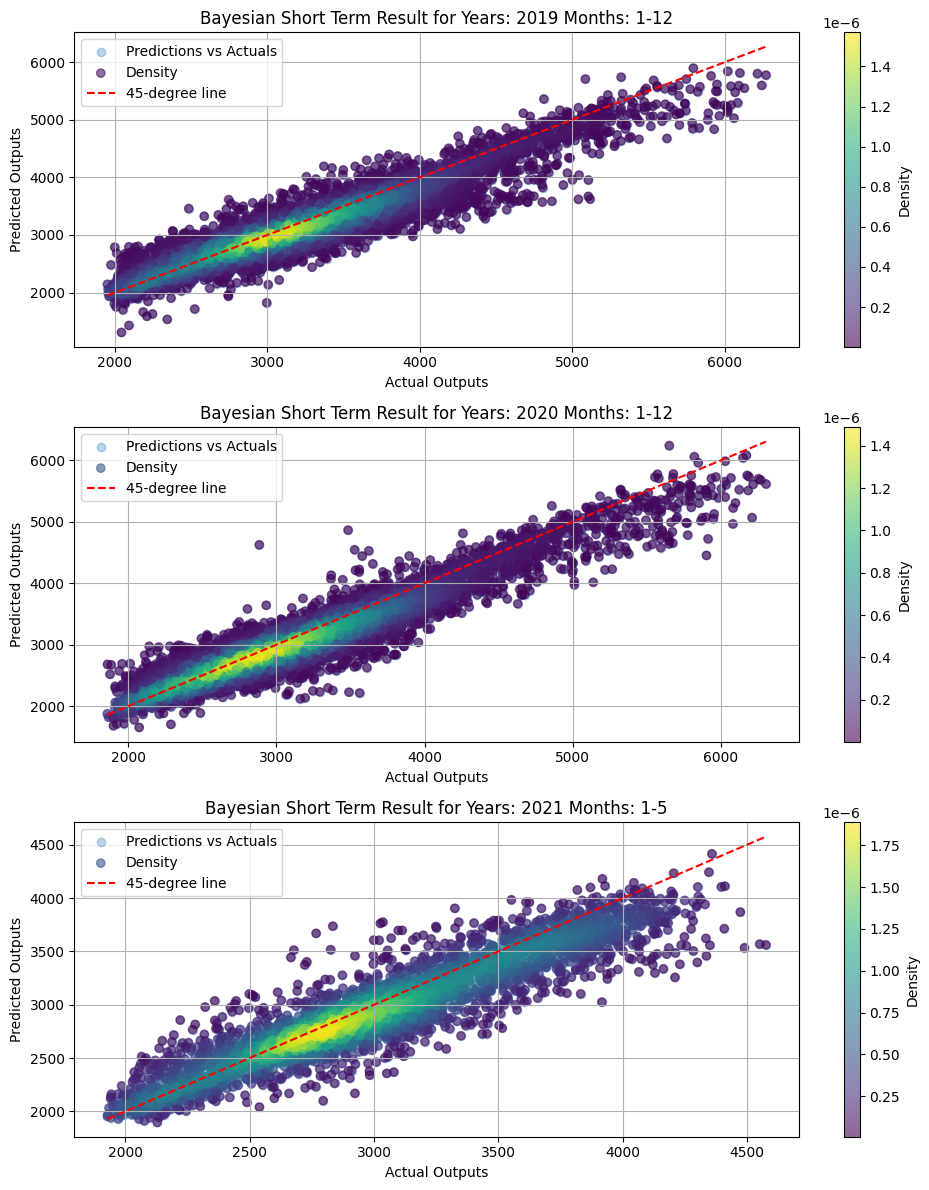 Bayesian Short Term Result for Years: 2019 Months: 1-12
1e−6
Predictions vs Actuals
Density
45-degree line
6000
5000
4000
3000
2000
Predicted Outputs
2000 3000 4000 5000 6000
Actual Outputs
1.4
1.2
1.0
0.8
0.6
0.4
0.2
Density
Bayesian Short Term Result for Years: 2020 Months: 1-12
1e−6
Predictions vs Actuals
Density
45-degree line
6000
5000
4000
3000
2000
Predicted Outputs
2000 3000 4000 5000 6000
Actual Outputs
1.4
1.2
1.0
0.8
0.6
0.4
0.2
Density
Bayesian Short Term Result for Years: 2021 Months: 1-5
1e−6
Predictions vs Actuals
Density
45-degree line
4500
4000
3500
3000
2500
2000
Predicted Outputs
2000 2500 3000 3500 4000 4500
Actual Outputs
1.75
1.50
1.25
1.00
0.75
0.50
0.25
Density